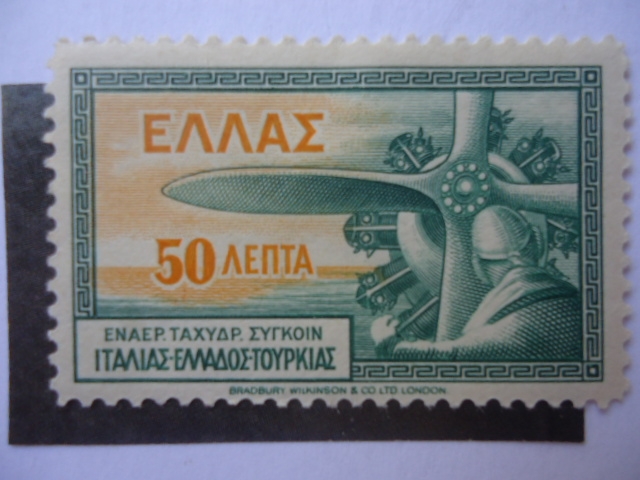 ΕΛΛΑΣ
50 ΛΕΠΤΑ
ΕΝΑΕΡ. ΤΑΧΥΔΡ. ΣΥΓΚΟΙΝ
ΙΤΑΛΙΑΣ-ΕΛΛΑΔΟΣ-ΤΟΥΡΚΙΑΣ
BRADBURY, WILKINSON & CO LTD. LONDON.